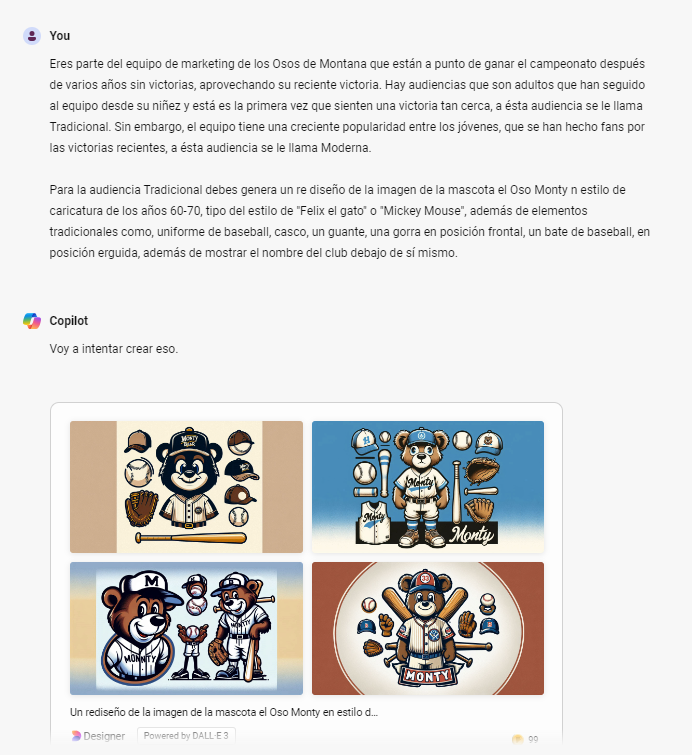 You
Eres parte del equipo de marketing de los Osos de Montana que están a punto de ganar el campeonato después
de varios años sin victorias, aprovechando su reciente victoria. Hay audiencias que son adultos que han seguido
al equipo desde su niñez y está es la primera vez que sienten una victoria tan cerca, a ésta audiencia se le llama
Tradicional. Sin embargo, el equipo tiene una creciente popularidad entre los jóvenes, que se han hecho fans por
las victorias recientes, a ésta audiencia se le llama Moderna.
Para la audiencia Tradicional debes genera un re diseño de la imagen de la mascota el Oso Monty n estilo de
caricatura de los años 60-70, tipo del estilo de "Felix el gato" o "Mickey Mouse", además de elementos
tradicionales como, uniforme de baseball, casco, un guante, una gorra en posición frontal, un bate de baseball, en
posición erguida, además de mostrar el nombre del club debajo de sí mismo.
Copilot
Voy a intentar crear eso.
MONTY
Monty
Monty
Monty
M
MONNTY
MONTY
MONTY
Un rediseño de la imagen de la mascota el Oso Monty en estilo d...
Designer
Powered by DALL·E 3
99